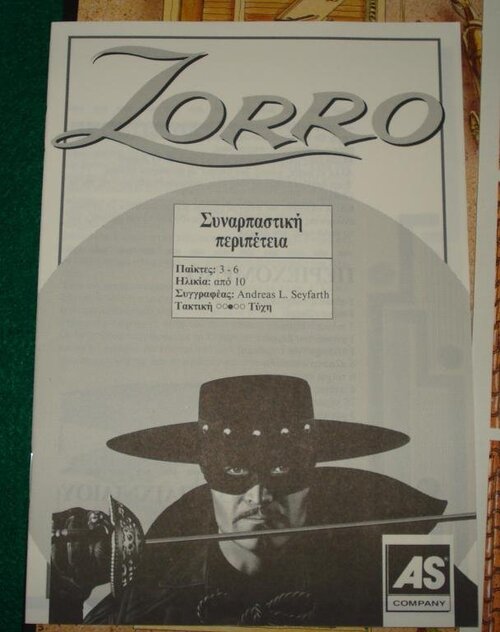 ZORRO
Συναρπαστική
περιπέτεια
Παίκτες: 3 - 6
Ηλικία: από 10
Συγγραφέας: Andreas L. Seyfarth
Τακτική ○○●○○ Τύχη
AS
COMPANY